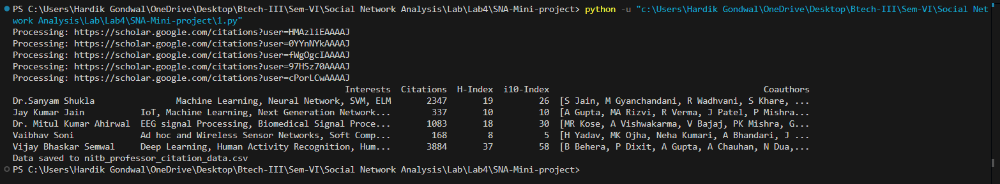 PS C:\Users\Hardik Gondwal\OneDrive\Desktop\Btech-III\Sem-VI\Social Network Analysis\Lab\Lab4\SNA-Mini-project> python -u "c:\Users\Hardik Gondwal\OneDrive\Desktop\Btech-III\Sem-VI\Social Net
work Analysis\Lab\Lab4\SNA-Mini-project\1.py"
Processing: https://scholar.google.com/citations?user=HMAzliEAAAAJ
Processing: https://scholar.google.com/citations?user=0YYnNYkAAAAJ
Processing: https://scholar.google.com/citations?user=fWgOgcIAAAAJ
Processing: https://scholar.google.com/citations?user=97HSz70AAAAJ
Processing: https://scholar.google.com/citations?user=cPorLCwAAAAJ
Interests Citations H-Index i10-Index Coauthors
Dr.Sanyam Shukla Machine Learning, Neural Network, SVM, ELM 2347 19 26 [S Jain, M Gyanchandani, R Wadhvani, S Khare, ...
Jay Kumar Jain IoT, Machine Learning, Next Generation Network... 337 10 10 [A Gupta, MA Rizvi, R Verma, J Patel, P Mishra...
Dr. Mitul Kumar Ahirwal EEG signal Processing, Biomedical Signal Proce... 1083 18 30 [MR Kose, A Vishwakarma, V Bajaj, PK Mishra, G...
Vaibhav Soni Ad hoc and Wireless Sensor Networks, Soft Comp... 168 8 5 [H Yadav, MK Ojha, Neha Kumari, A Bhandari, J ...
Vijay Bhaskar Semwal Deep Learning, Human Activity Recognition, Hum... 3884 37 58 [B Behera, P Dixit, A Gupta, A Chauhan, N Dua,...
Data saved to nitb_professor_citation_data.csv
PS C:\Users\Hardik Gondwal\OneDrive\Desktop\Btech-III\Sem-VI\Social Network Analysis\Lab\Lab4\SNA-Mini-project>